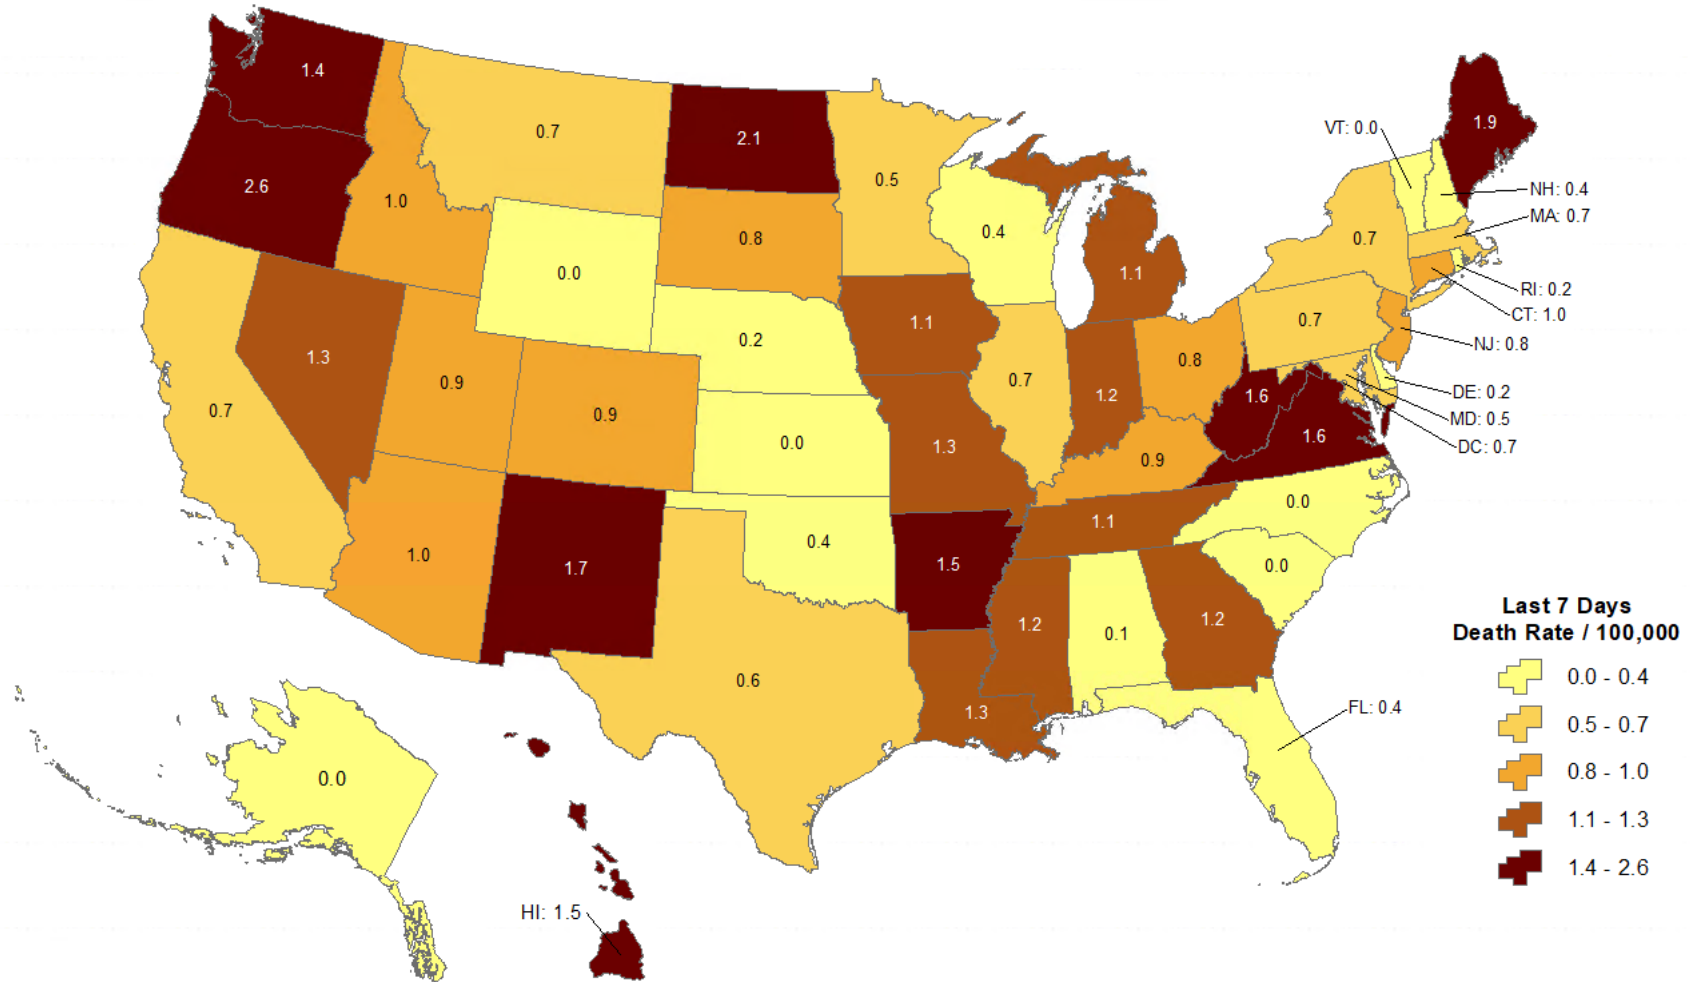 1.4
VT: 0.0
1.9
0.7
2.1
0.5
2.6
1.0
NH: 0.4
MA: 0.7
0.8
0.4
0.7
0.0
1.1
RI: 0.2
CT: 1.0
1.1
0.7
NJ: 0.8
0.2
1.3
0.8
0.9
0.7
1.2
1.6
DE: 0.2
0.7
0.9
MD: 0.5
0.0
1.3
1.6
DC: 0.7
0.9
0.0
1.1
1.0
0.4
1.7
1.5
0.0
Last 7 Days
Death Rate / 100,000
1.2
0.1
1.2
0.0 - 0.4
0.6
FL: 0.4
1.3
0.5 - 0.7
0.0
0.8 - 1.0
1.1 - 1.3
1.4 - 2.6
HI: 1.5